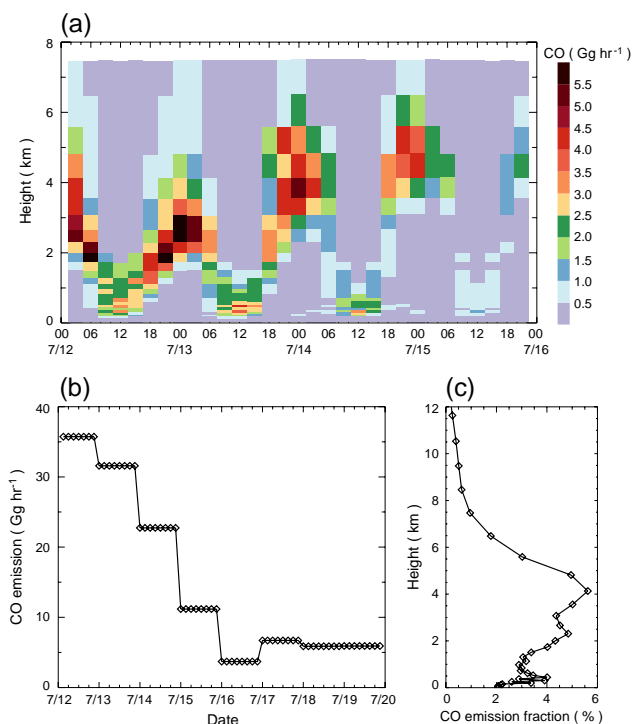 (a)
CO ( Gg hr⁻¹ )
8
6
4
2
0
Height ( km )
5.5
5.0
4.5
4.0
3.5
3.0
2.5
2.0
1.5
1.0
0.5
00 06 12 18 00 06 12 18 00 06 12 18 00 06 12 18 00
7/12 7/13 7/14 7/15 7/16
(b)
40
30
20
10
0
CO emission ( Gg hr⁻¹ )
7/12 7/13 7/14 7/15 7/16 7/17 7/18 7/19 7/20
Date
(c)
12
10
8
6
4
2
0
Height ( km )
0 2 4 6
CO emission fraction ( % )